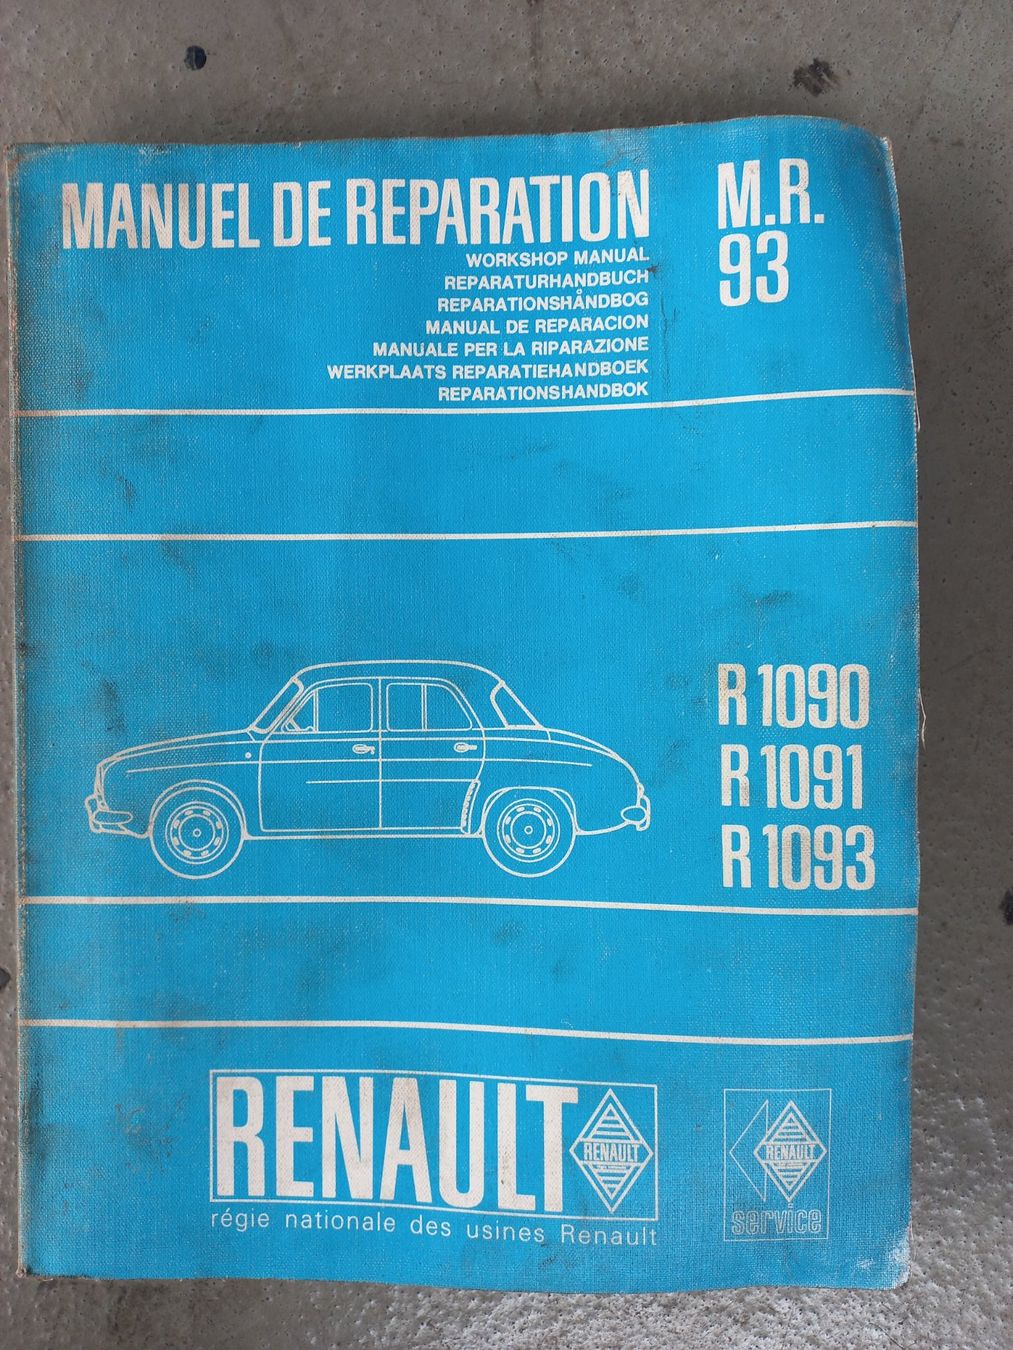 MANUEL DE REPARATION
WORKSHOP MANUAL
REPARATURHANDBUCH
REPARATIONSHÅNDBOG
MANUAL DE REPARACION
MANUALE PER LA RIPARAZIONE
WERKPLAATS REPARATIEHANDBOEK
REPARATIONSHANDBOK
M.R.
93
R 1090
R 1091
R 1093
RENAULT
RENAULT
régie nationale des usines Renault
RENAULT
service